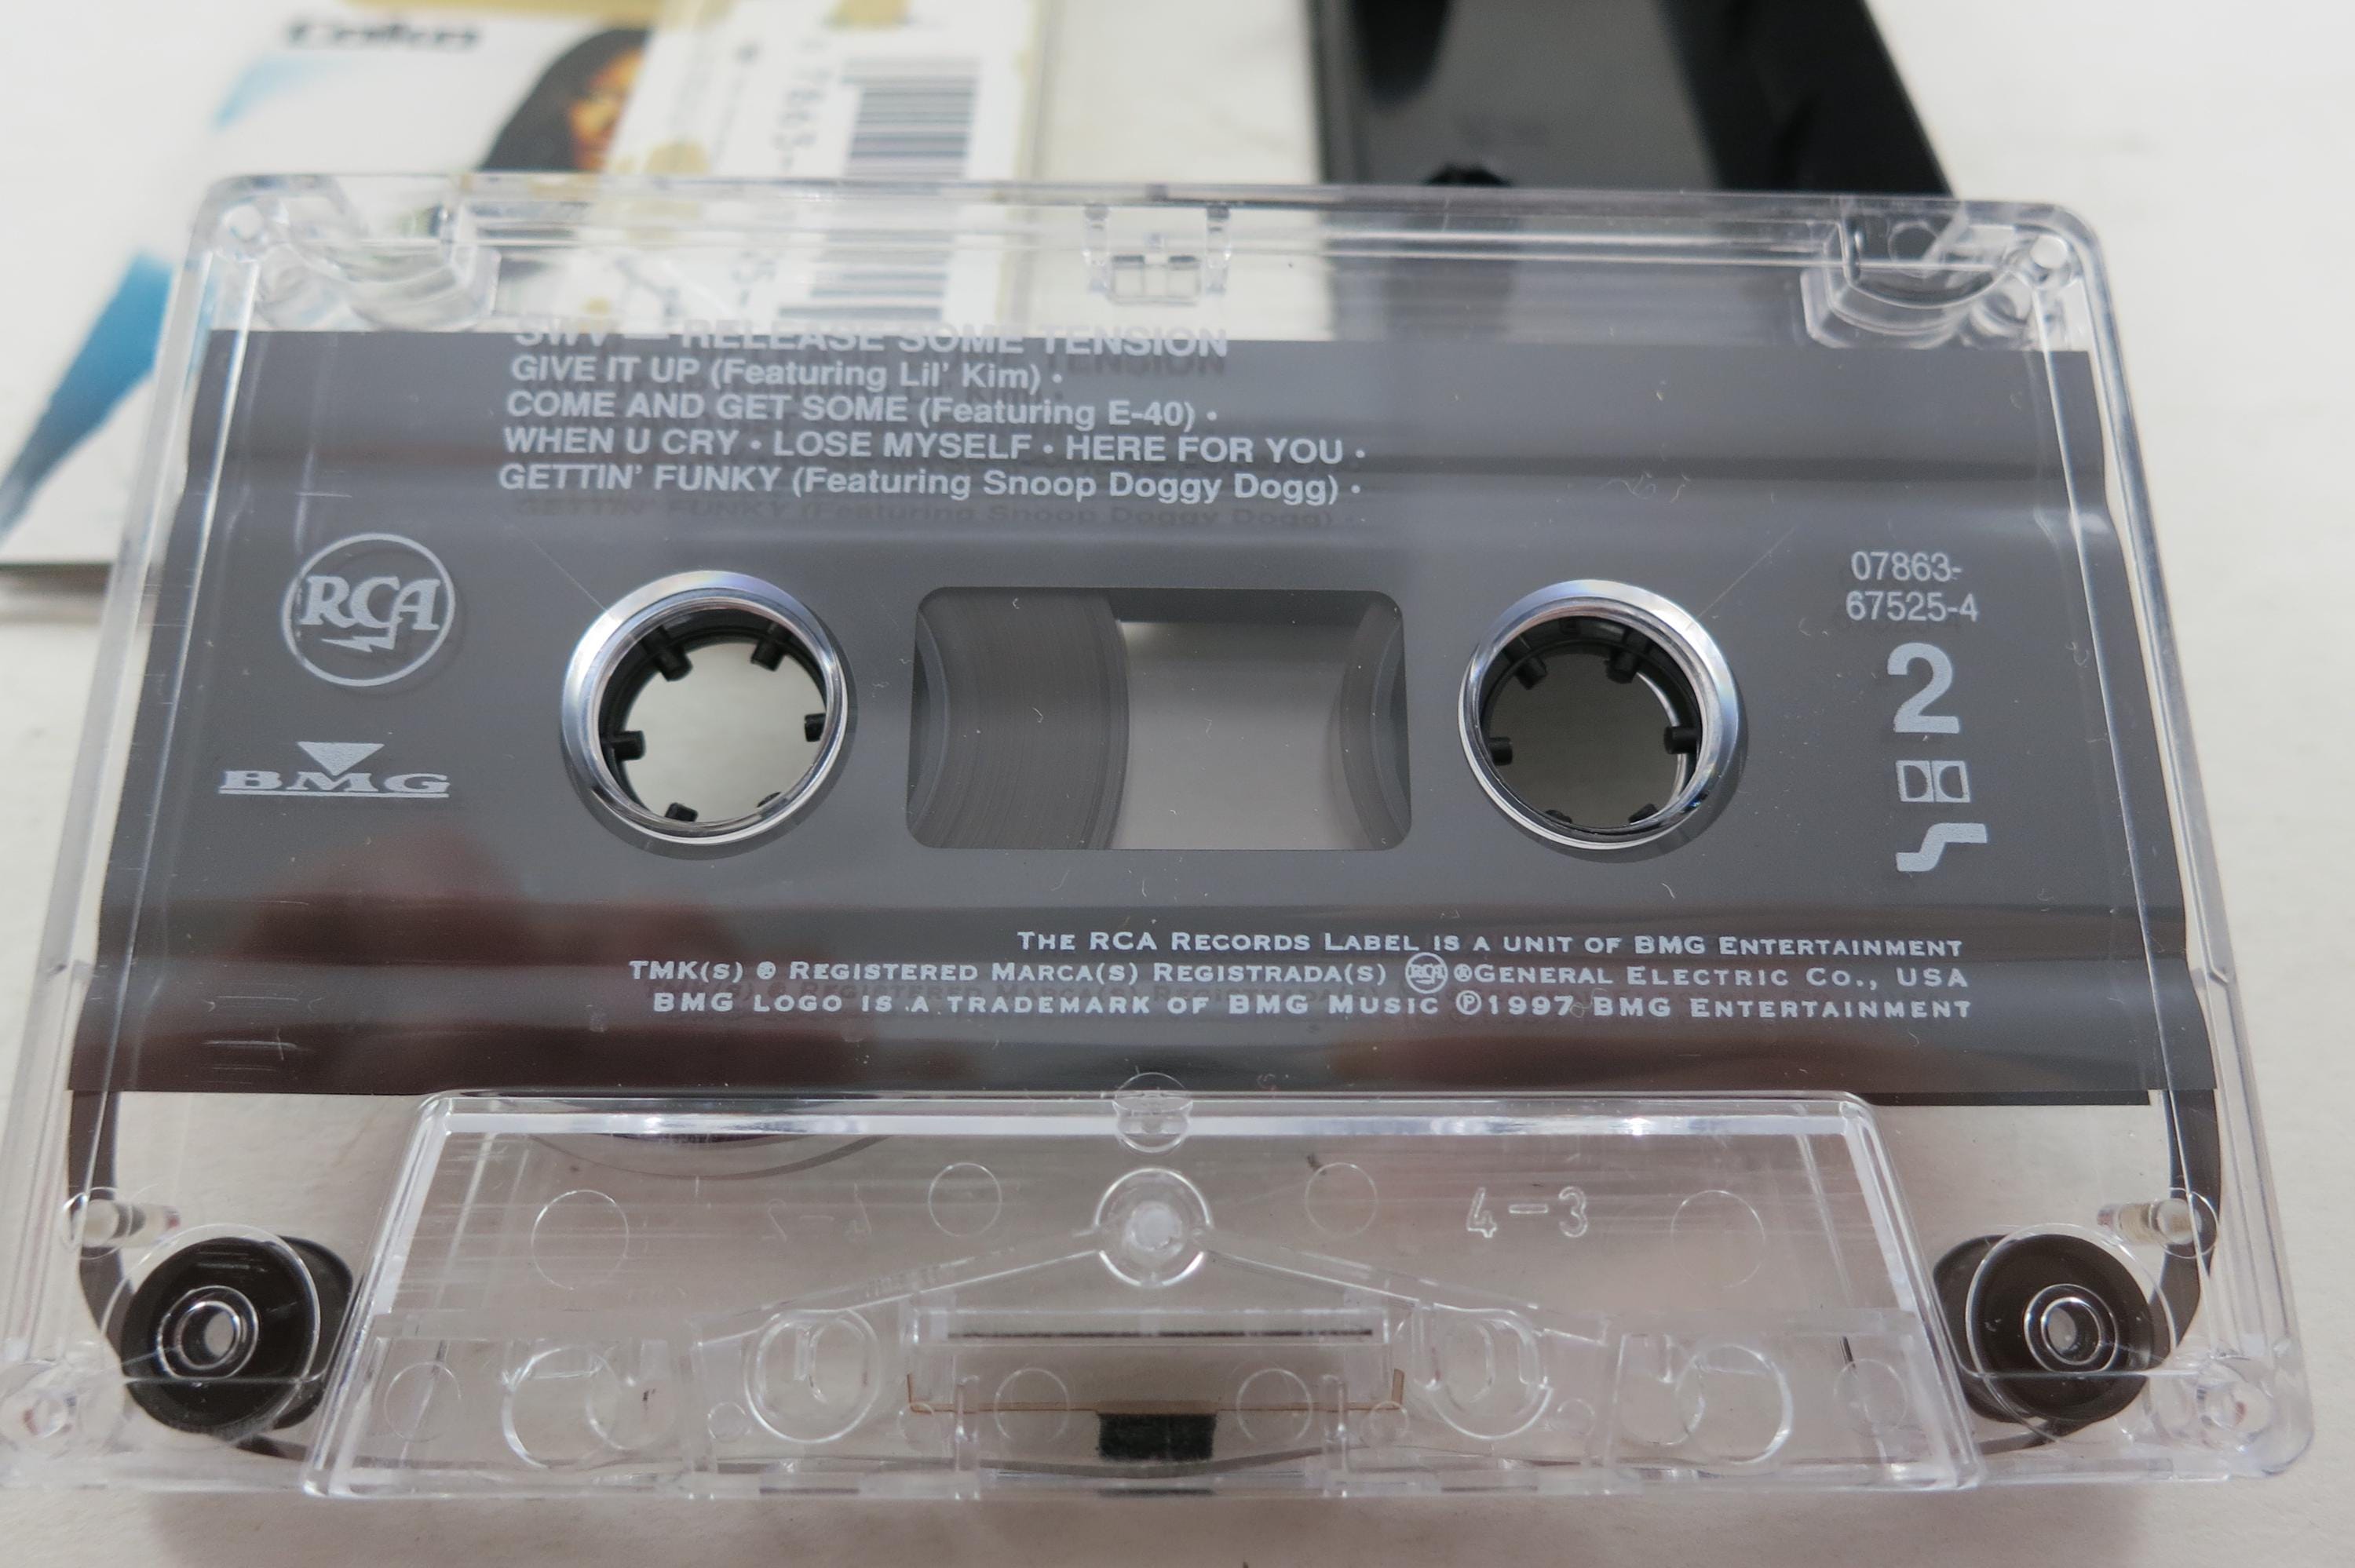 SWV — RELEASE SOME TENSION
GIVE IT UP (Featuring Lil' Kim) •
COME AND GET SOME (Featuring E-40) •
WHEN U CRY • LOSE MYSELF • HERE FOR YOU •
GETTIN' FUNKY (Featuring Snoop Doggy Dogg) •
RCA
BMG
07863-
67525-4
2
THE RCA RECORDS LABEL IS A UNIT OF BMG ENTERTAINMENT
TMK(S) ® REGISTERED MARCA(S) REGISTRADA(S) RCA ®GENERAL ELECTRIC CO., USA
BMG LOGO IS A TRADEMARK OF BMG MUSIC ℗1997 BMG ENTERTAINMENT
4-3